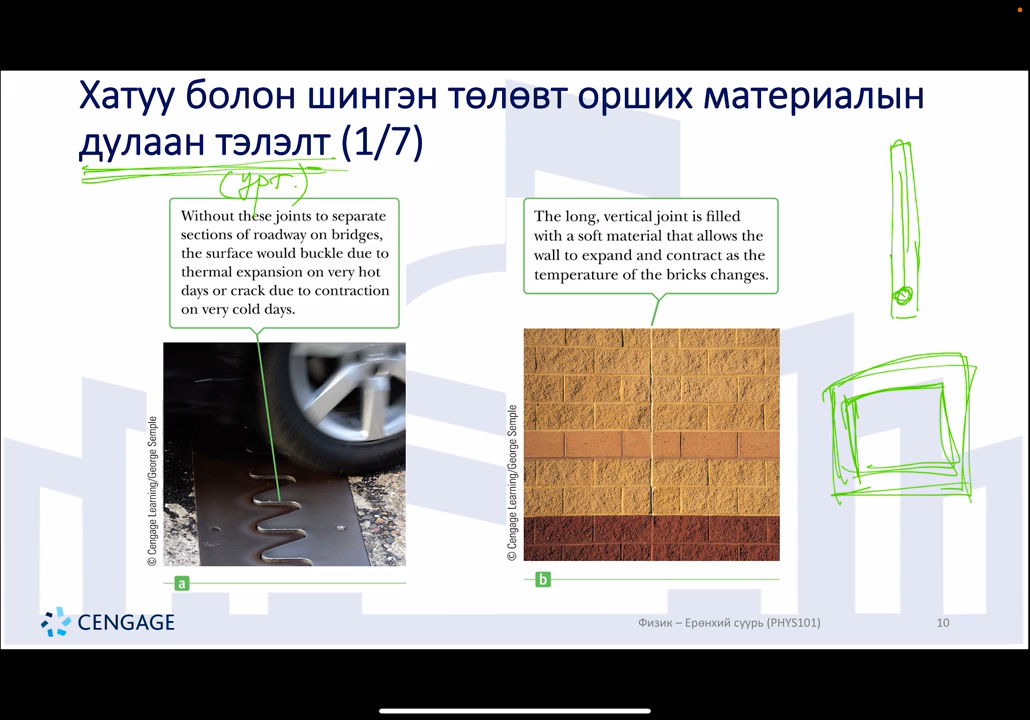 Хатуу болон шингэн төлөвт орших материалын
дулаан тэлэлт (1/7)
(урт.)
Without these joints to separate
sections of roadway on bridges,
the surface would buckle due to
thermal expansion on very hot
days or crack due to contraction
on very cold days.
The long, vertical joint is filled
with a soft material that allows the
wall to expand and contract as the
temperature of the bricks changes.
© Cengage Learning/George Semple
© Cengage Learning/George Semple
a
b
CENGAGE
Физик – Ерөнхий суурь (PHYS101)
10